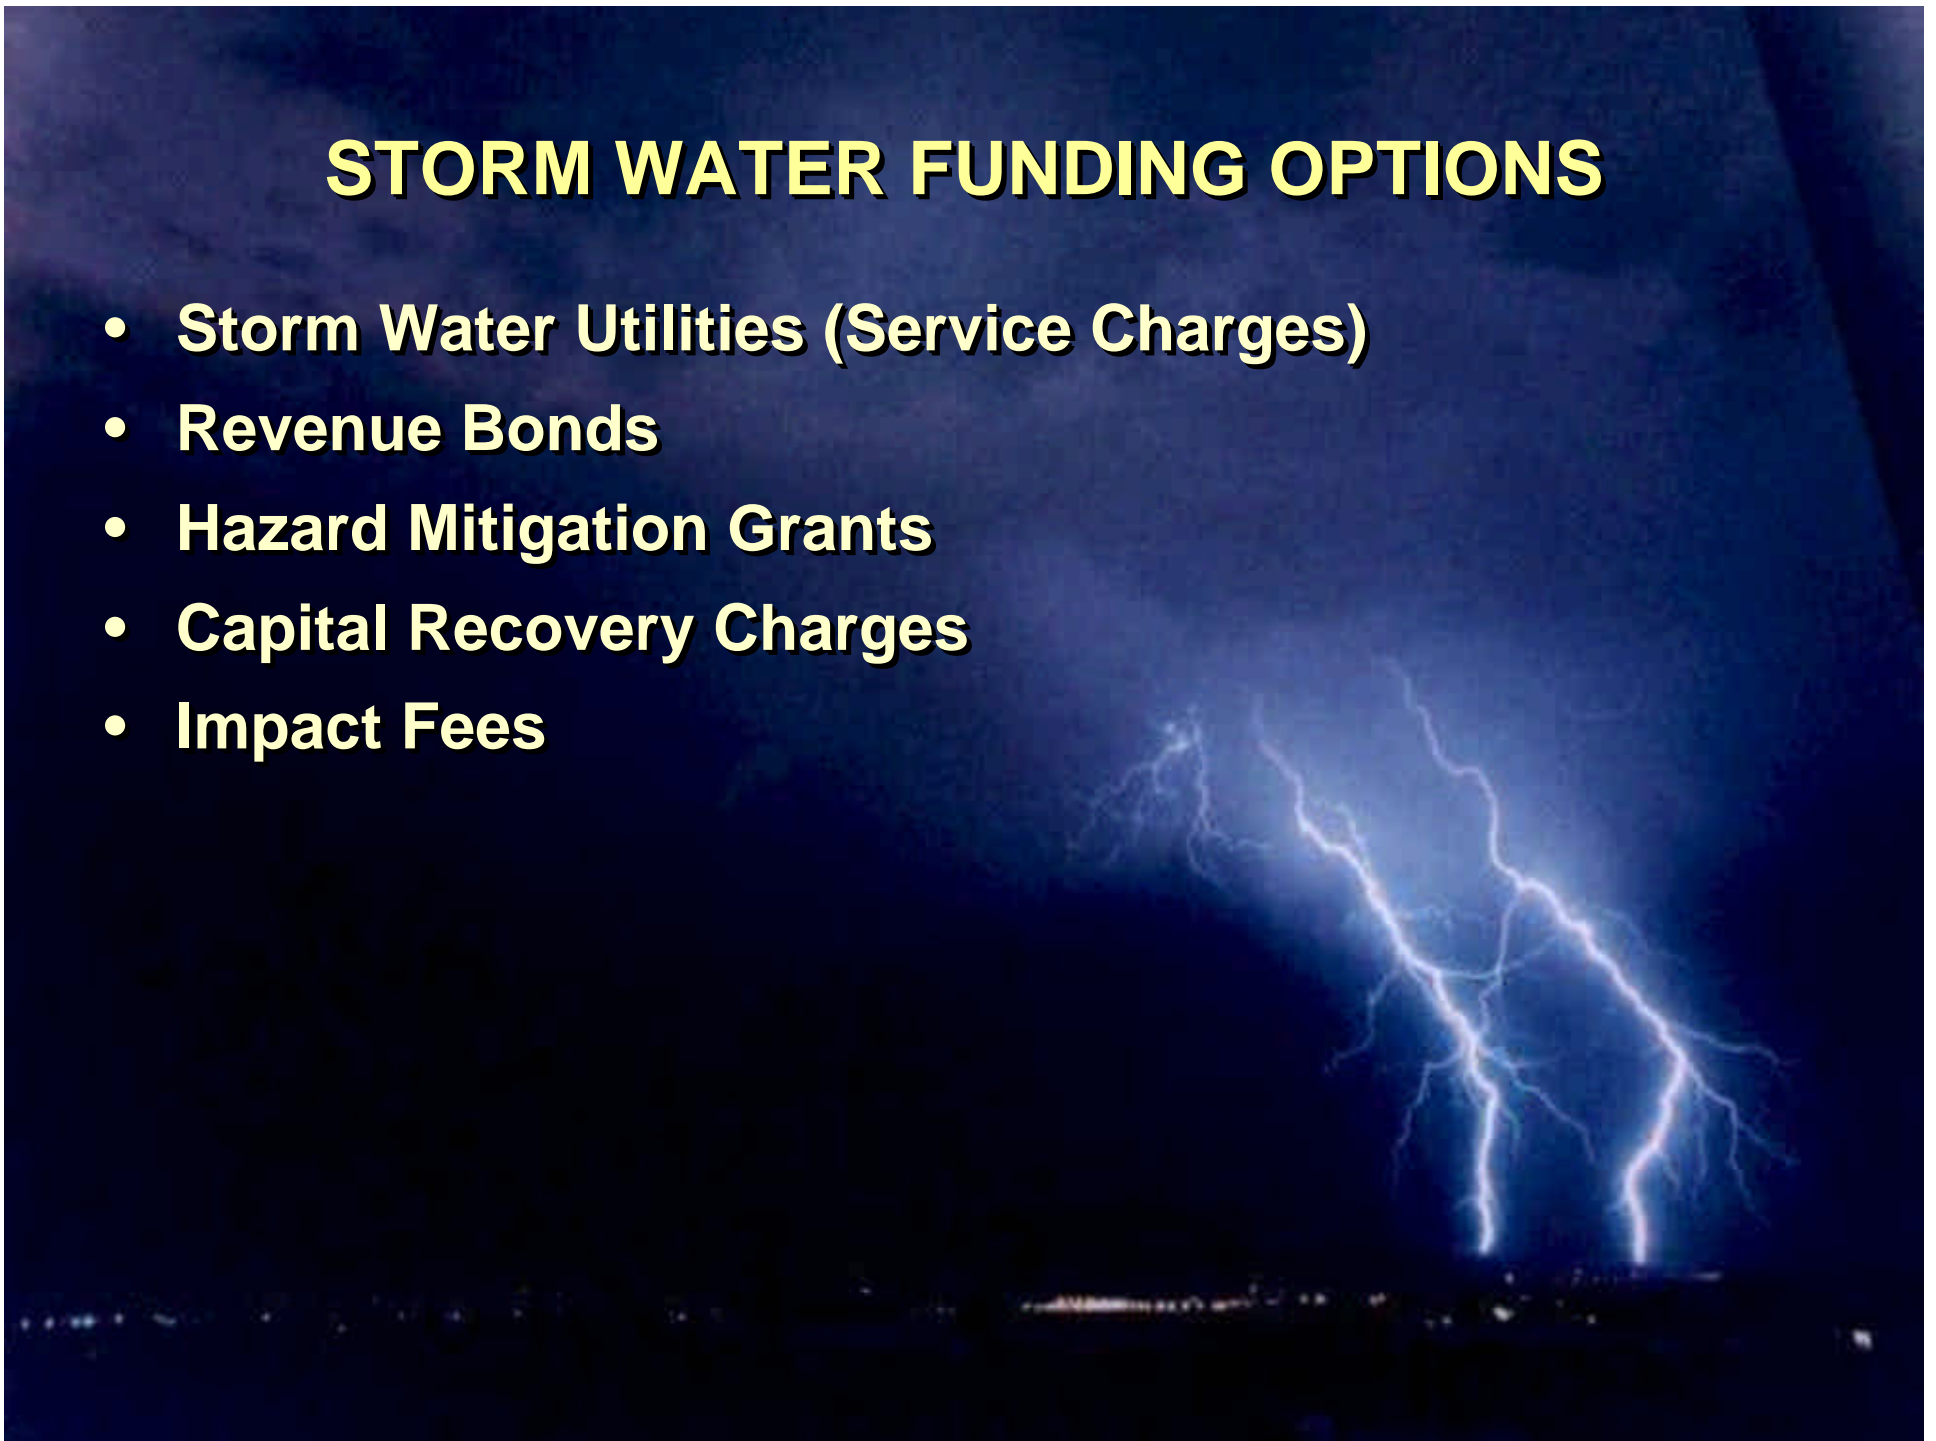 STORM WATER FUNDING OPTIONS
• Storm Water Utilities (Service Charges)
• Revenue Bonds
• Hazard Mitigation Grants
• Capital Recovery Charges
• Impact Fees